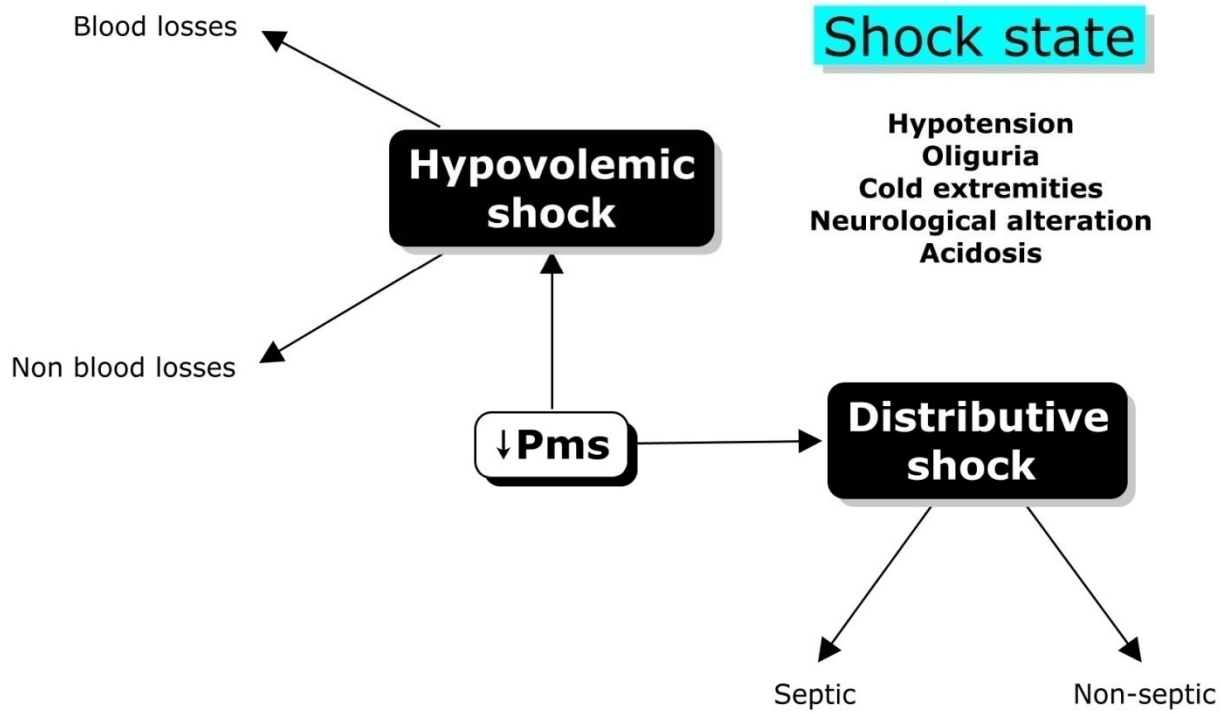 Blood losses
Shock state
Hypotension
Oliguria
Cold extremities
Neurological alteration
Acidosis
Hypovolemic
shock
Non blood losses
↓Pms
Distributive
shock
Septic
Non-septic